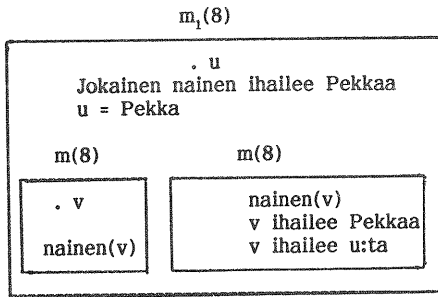 m₁(8)
. u
Jokainen nainen ihailee Pekkaa
u = Pekka
m(8) m(8)
. v nainen(v)
v ihailee Pekkaa
nainen(v) v ihailee u:ta